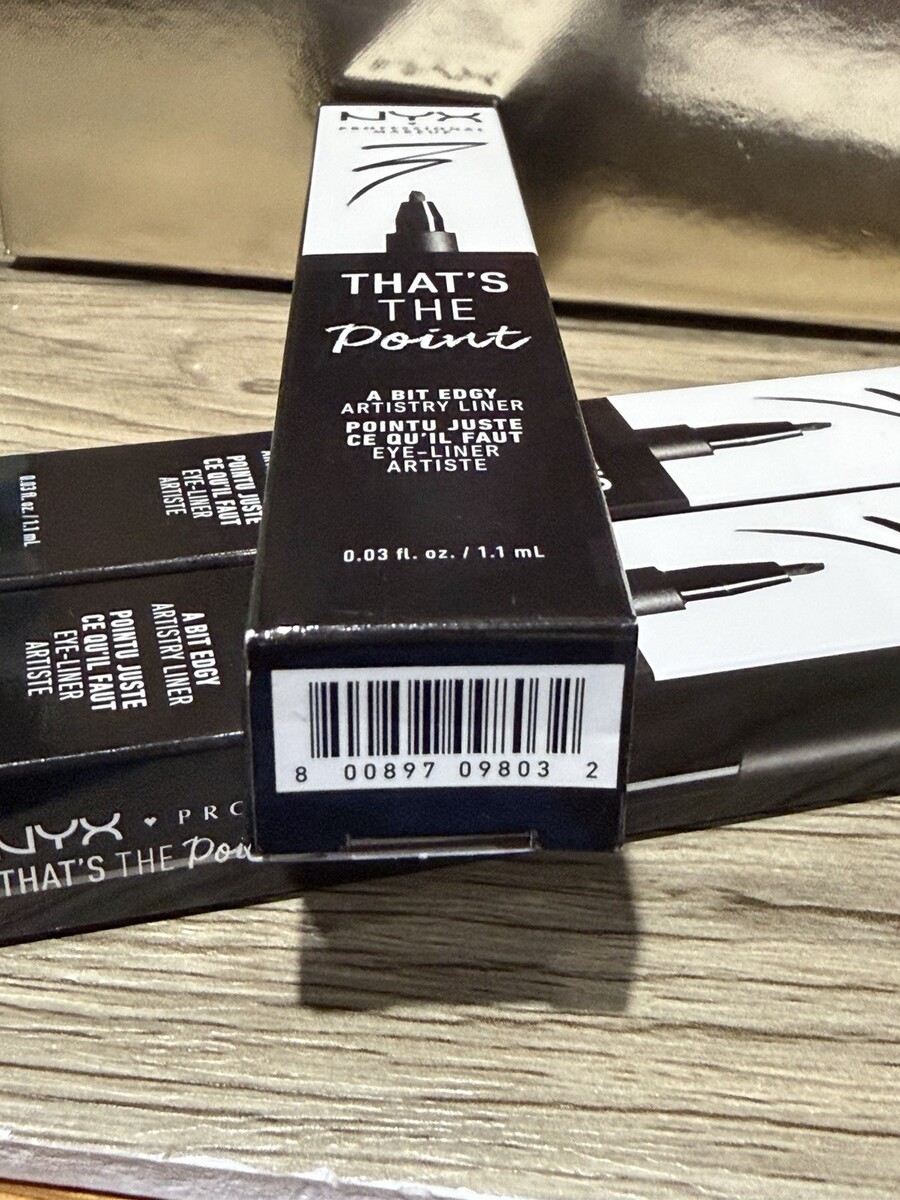 NYX
PROFESSIONAL
MAKEUP
THAT'S
THE
Point
A BIT EDGY
ARTISTRY LINER
POINTU JUSTE
CE QU'IL FAUT
EYE-LINER
ARTISTE
0.03 fl. oz. / 1.1 mL
8 00897 09803 2
POINTU JUSTE
CE QU'IL FAUT
EYE-LINER
ARTISTE
0.03 fl. oz. / 1.1 mL
A BIT EDGY
ARTISTRY LINER
POINTU JUSTE
CE QU'IL FAUT
EYE-LINER
ARTISTE
NYX
THAT'S THE